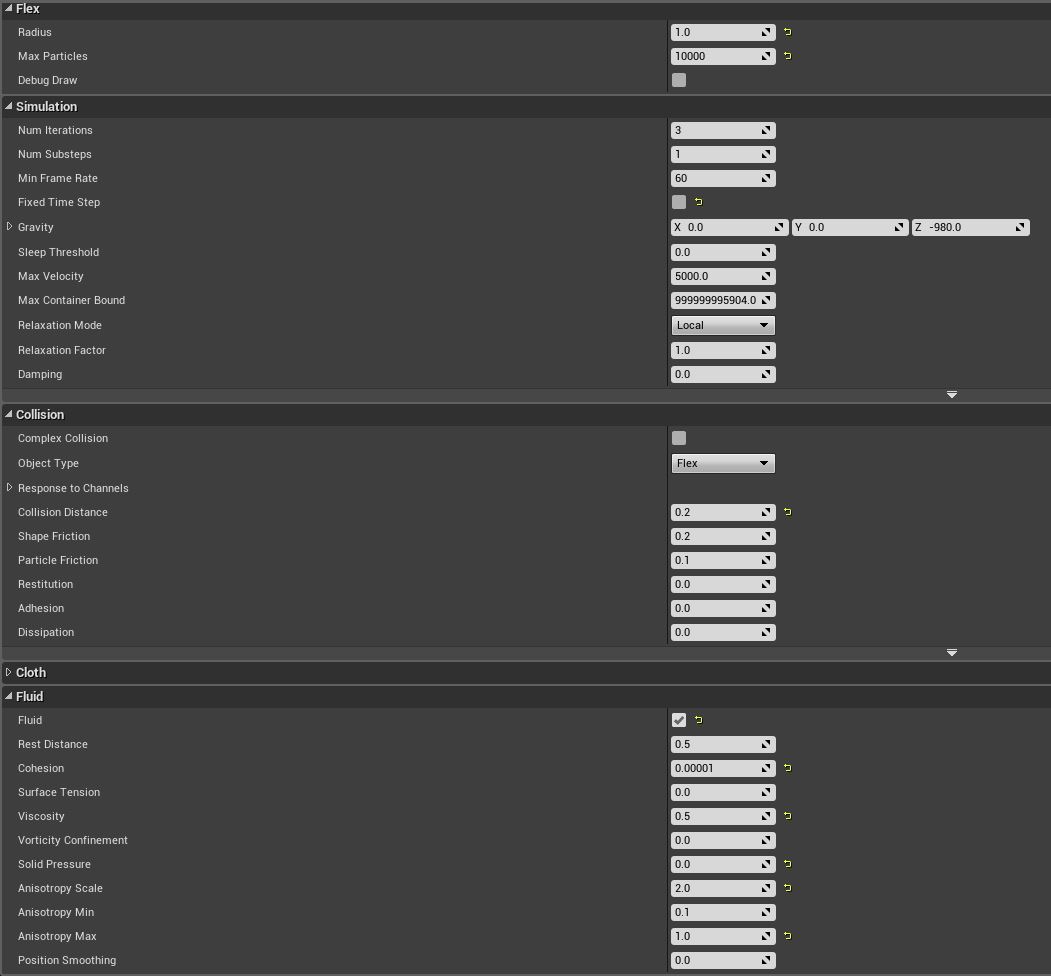 Flex
Radius 1.0
Max Particles 10000
Debug Draw
Simulation
Num Iterations 3
Num Substeps 1
Min Frame Rate 60
Fixed Time Step
Gravity X 0.0 Y 0.0 Z -980.0
Sleep Threshold 0.0
Max Velocity 5000.0
Max Container Bound 999999995904.0
Relaxation Mode Local
Relaxation Factor 1.0
Damping 0.0
Collision
Complex Collision
Object Type Flex
Response to Channels
Collision Distance 0.2
Shape Friction 0.2
Particle Friction 0.1
Restitution 0.0
Adhesion 0.0
Dissipation 0.0
Cloth
Fluid
Fluid
Rest Distance 0.5
Cohesion 0.00001
Surface Tension 0.0
Viscosity 0.5
Vorticity Confinement 0.0
Solid Pressure 0.0
Anisotropy Scale 2.0
Anisotropy Min 0.1
Anisotropy Max 1.0
Position Smoothing 0.0